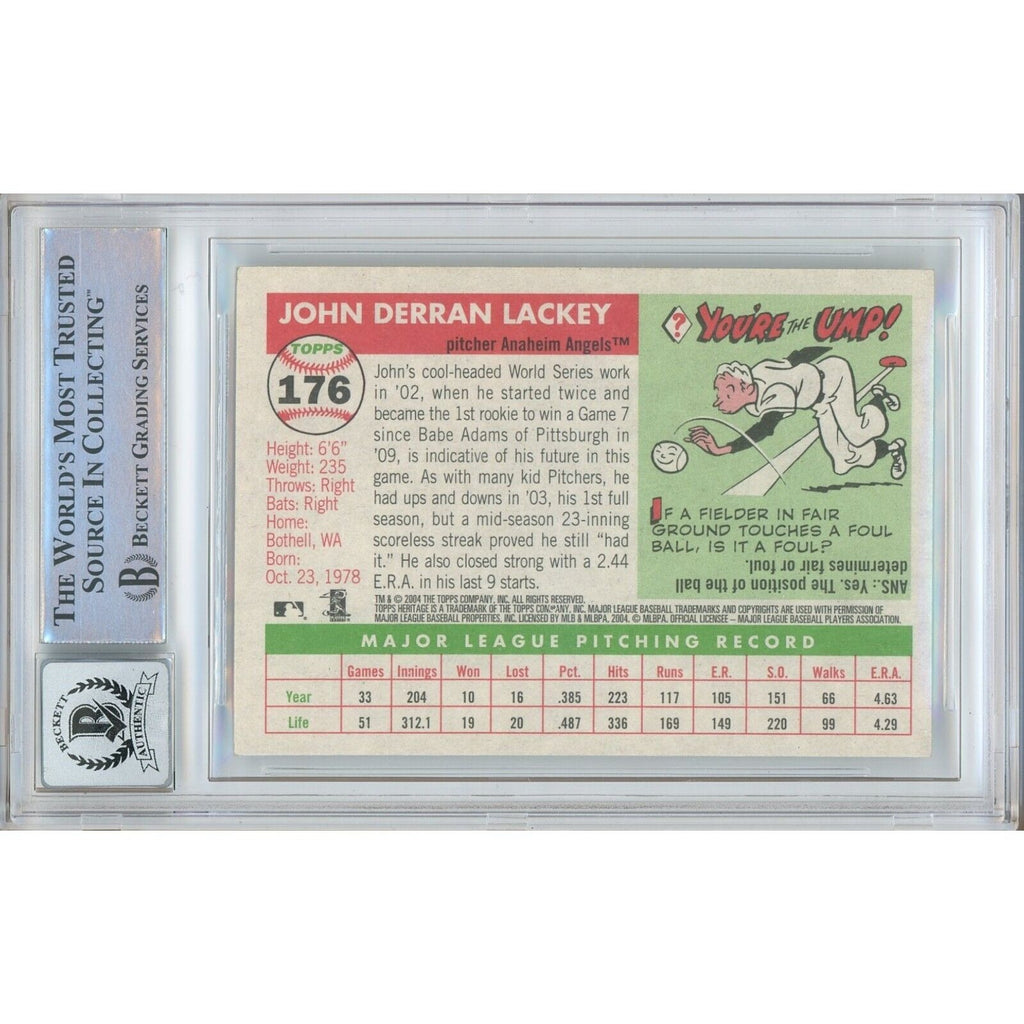 THE WORLD'S MOST TRUSTED
SOURCE IN COLLECTING™
BECKETT GRADING SERVICES
B
BECKETT
AUTHENTIC
B
JOHN DERRAN LACKEY
pitcher Anaheim Angels™
TOPPS
176
Height: 6'6"
Weight: 235
Throws: Right
Bats: Right
Home:
Bothell, WA
Born:
Oct. 23, 1978
John's cool-headed World Series work
in '02, when he started twice and
became the 1st rookie to win a Game 7
since Babe Adams of Pittsburgh in
'09, is indicative of his future in this
game. As with many kid Pitchers, he
had ups and downs in '03, his 1st full
season, but a mid-season 23-inning
scoreless streak proved he still "had
it." He also closed strong with a 2.44
E.R.A. in his last 9 starts.
TM & © 2004 THE TOPPS COMPANY, INC. ALL RIGHTS RESERVED.
TOPPS HERITAGE IS A TRADEMARK OF THE TOPPS COMPANY, INC. MAJOR LEAGUE BASEBALL TRADEMARKS AND COPYRIGHTS ARE USED WITH PERMISSION OF
MAJOR LEAGUE BASEBALL PROPERTIES, INC. LICENSED BY MLB & MLBPA, 2004. © MLBPA. OFFICIAL LICENSEE – MAJOR LEAGUE BASEBALL PLAYERS ASSOCIATION.
? YOU'RE THE UMP!
IF A FIELDER IN FAIR
GROUND TOUCHES A FOUL
BALL, IS IT A FOUL?
ANS.: Yes. The position of the ball
determines fair or foul.
MAJOR LEAGUE PITCHING RECORD
Games Innings Won Lost Pct. Hits Runs E.R. S.O. Walks E.R.A.
Year 33 204 10 16 .385 223 117 105 151 66 4.63
Life 51 312.1 19 20 .487 336 169 149 220 99 4.29